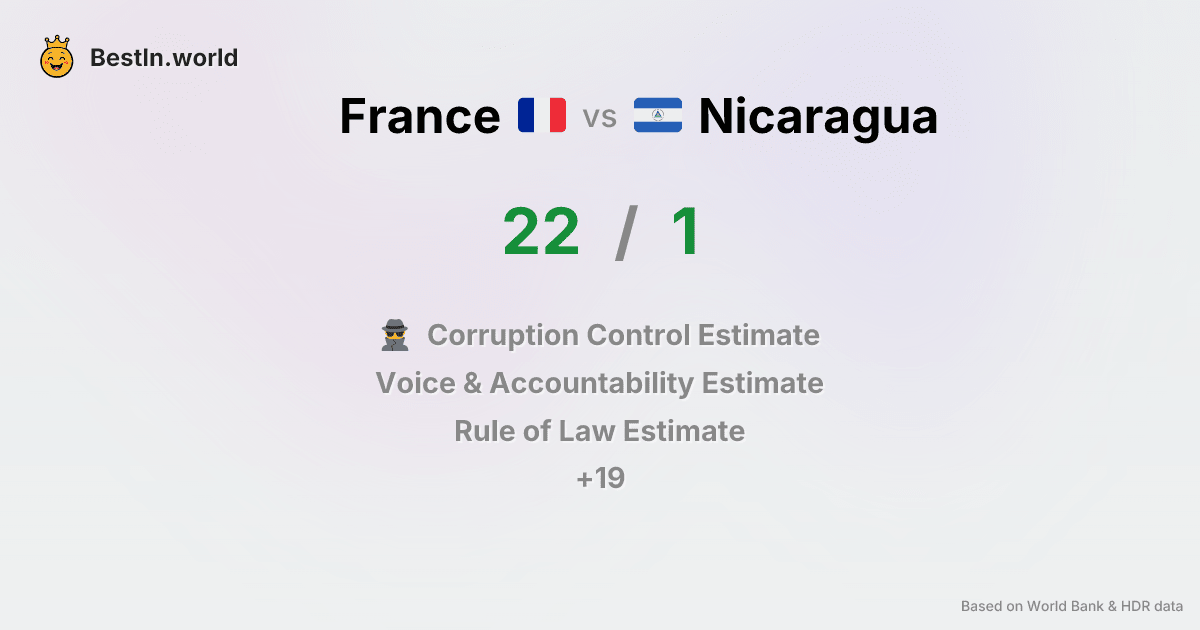 BestIn.world
France vs Nicaragua
22 / 1
Corruption Control Estimate
Voice & Accountability Estimate
Rule of Law Estimate
+19
Based on World Bank & HDR data